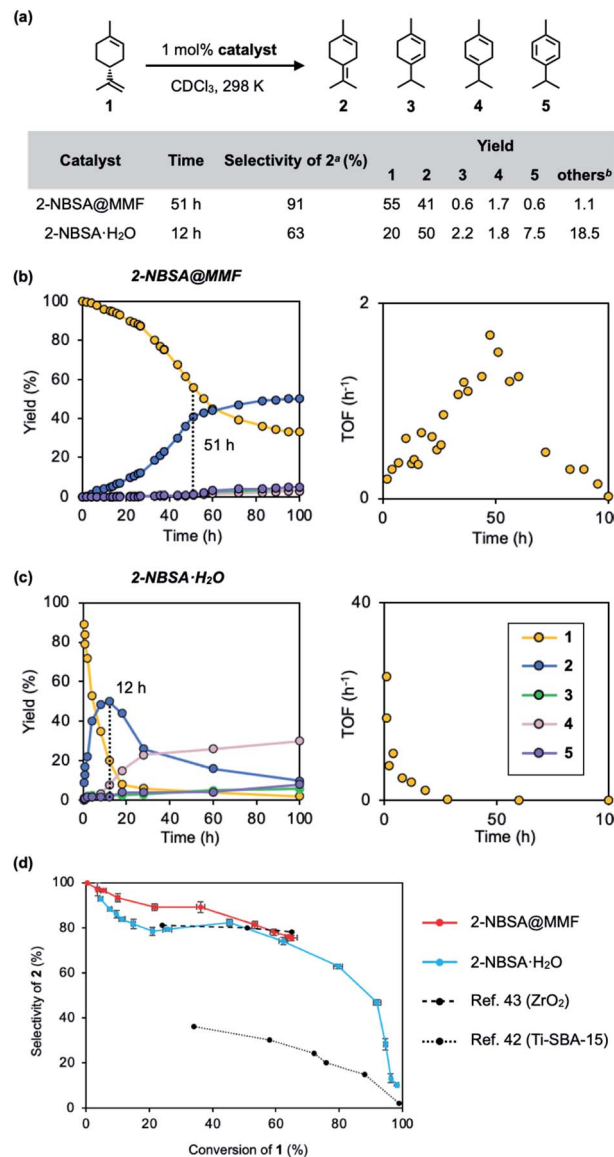 (a)
1 mol% catalyst
CDCl₃, 298 K
1
2
3
4
5
Catalyst Time Selectivity of 2ᵃ (%) Yield
1 2 3 4 5 othersᵇ
2-NBSA@MMF 51 h 91 55 41 0.6 1.7 0.6 1.1
2-NBSA·H₂O 12 h 63 20 50 2.2 1.8 7.5 18.5
(b)
2-NBSA@MMF
Yield (%)
100
80
60
40
20
0
51 h
0 20 40 60 80 100
Time (h)
TOF (h⁻¹)
2
0
0 50 100
Time (h)
(c)
2-NBSA·H₂O
Yield (%)
100
80
60
40
20
0
12 h
0 20 40 60 80 100
Time (h)
TOF (h⁻¹)
40
0
0 50 100
Time (h)
1
2
3
4
5
(d)
Selectivity of 2 (%)
100
80
60
40
20
0
0 20 40 60 80 100
Conversion of 1 (%)
2-NBSA@MMF
2-NBSA·H₂O
Ref. 43 (ZrO₂)
Ref. 42 (Ti-SBA-15)